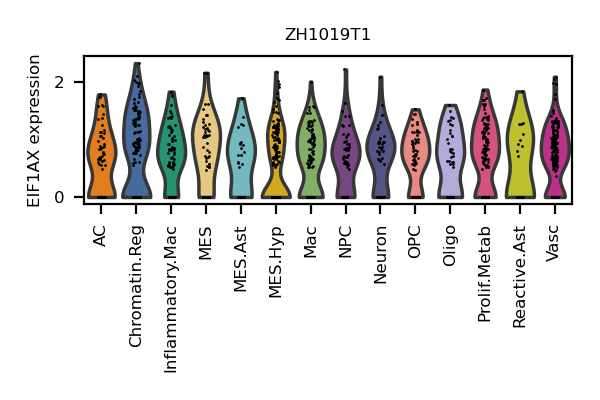 ZH1019T1
EIF1AX expression
2
0
AC
Chromatin.Reg
Inflammatory.Mac
MES
MES.Ast
MES.Hyp
Mac
NPC
Neuron
OPC
Oligo
Prolif.Metab
Reactive.Ast
Vasc